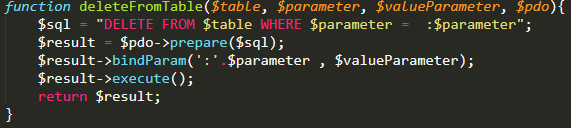 function deleteFromTable($table, $parameter, $valueParameter, $pdo){
$sql = "DELETE FROM $table WHERE $parameter =  :$parameter";
$result = $pdo->prepare($sql);
$result->bindParam(':'.$parameter , $valueParameter);
$result->execute();
return $result;
}